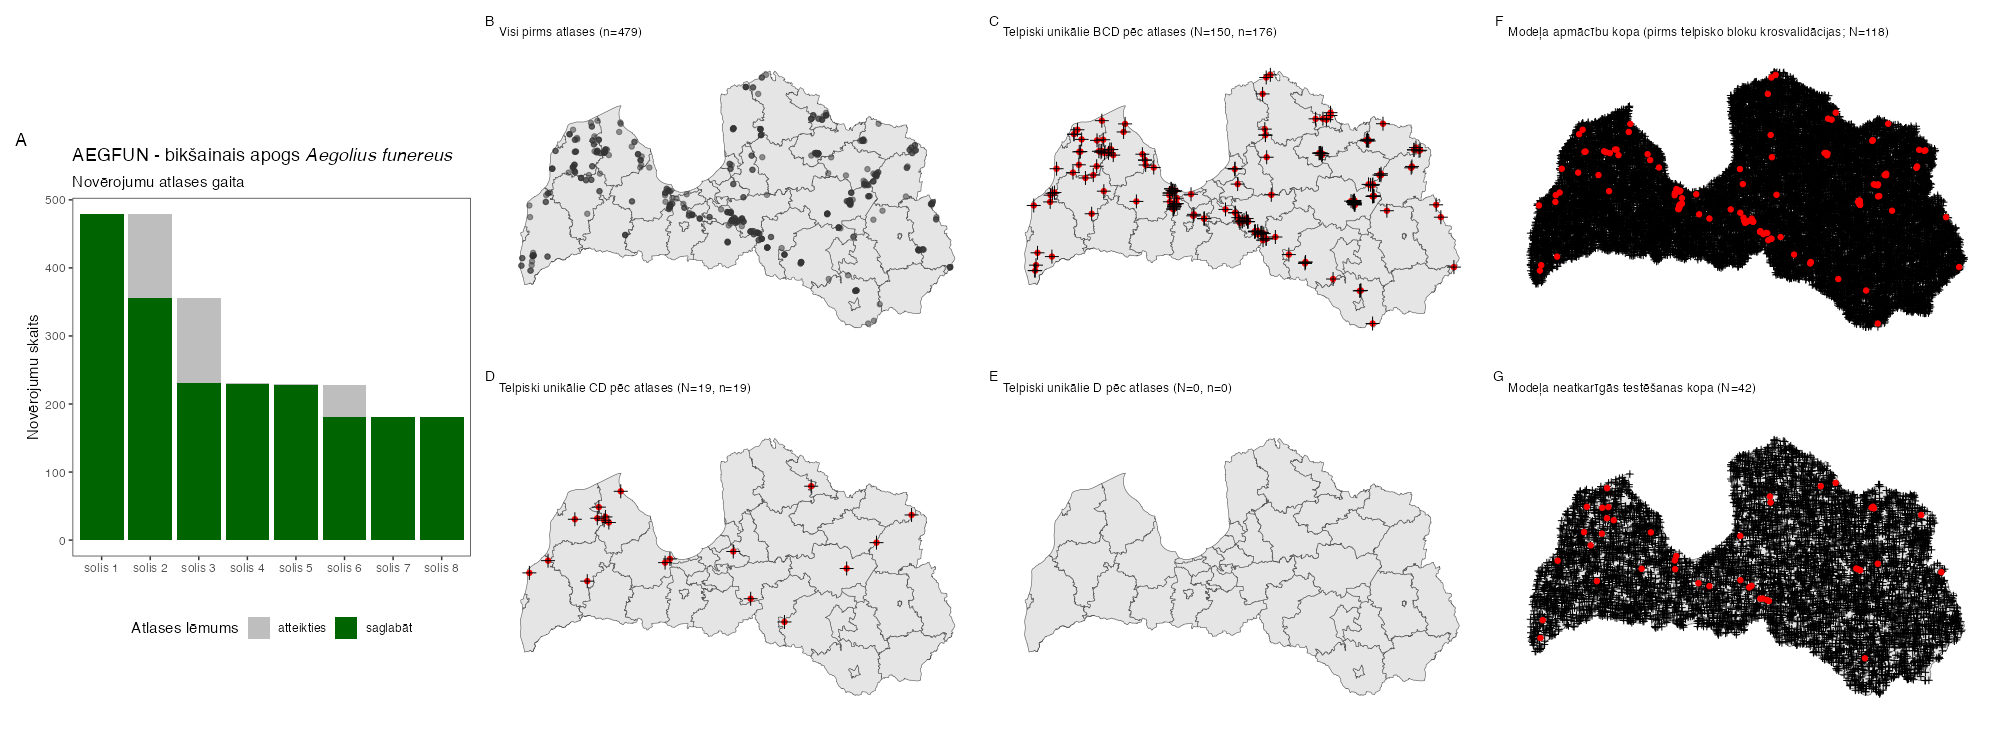 A
AEGFUN - bikšainais apogs Aegolius funereus
Novērojumu atlases gaita
Novērojumu skaits
500
400
300
200
100
0
solis 1 solis 2 solis 3 solis 4 solis 5 solis 6 solis 7 solis 8
Atlases lēmums atteikties saglabāt
B
Visi pirms atlases (n=479)
C
Telpiski unikālie BCD pēc atlases (N=150, n=176)
F
Modeļa apmācību kopa (pirms telpisko bloku krosvalidācijas; N=118)
D
Telpiski unikālie CD pēc atlases (N=19, n=19)
E
Telpiski unikālie D pēc atlases (N=0, n=0)
G
Modeļa neatkarīgās testēšanas kopa (N=42)